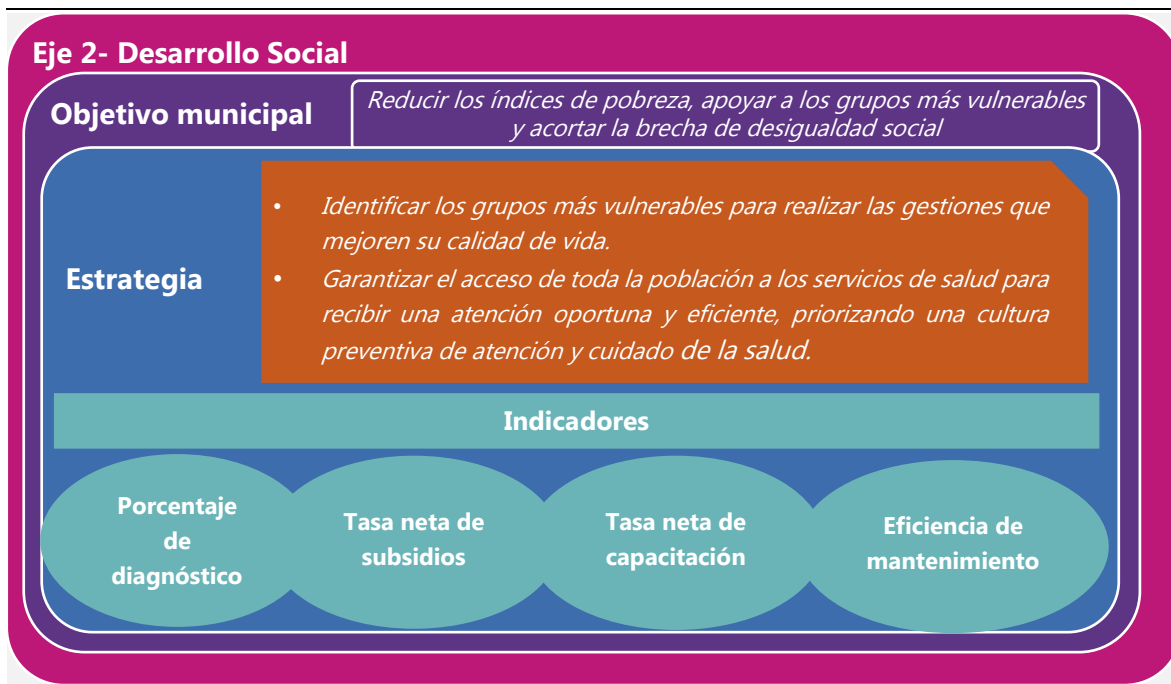 Eje 2- Desarrollo Social
Objetivo municipal
Reducir los índices de pobreza, apoyar a los grupos más vulnerables
y acortar la brecha de desigualdad social
Estrategia
• Identificar los grupos más vulnerables para realizar las gestiones que
mejoren su calidad de vida.
• Garantizar el acceso de toda la población a los servicios de salud para
recibir una atención oportuna y eficiente, priorizando una cultura
preventiva de atención y cuidado de la salud.
Indicadores
Porcentaje
de
diagnóstico
Tasa neta de
subsidios
Tasa neta de
capacitación
Eficiencia de
mantenimiento